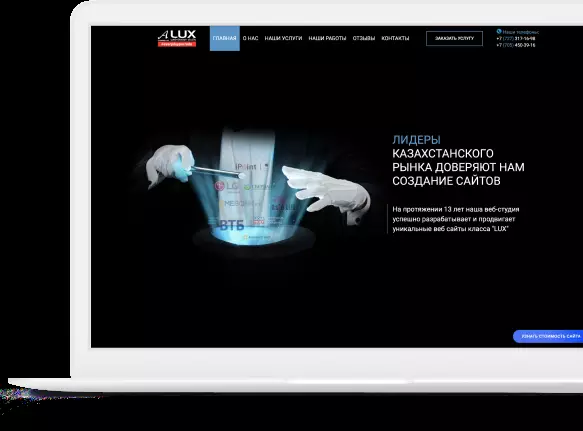 ALUX
ГЛАВНАЯ
О НАС
НАШИ УСЛУГИ
НАШИ РАБОТЫ
ОТЗЫВЫ
КОНТАКТЫ
ЗАКАЗАТЬ УСЛУГУ
Наши телефоны:
+7 (727) 317-16-98
+7 (705) 450-39-16
ЛИДЕРЫ
КАЗАХСТАНСКОГО
РЫНКА ДОВЕРЯЮТ НАМ
СОЗДАНИЕ САЙТОВ
На протяжении 13 лет наша веб-студия
успешно разрабатывает и продвигает
уникальные веб сайты класса "LUX"
iPoint
LG
ВТБ
УЗНАТЬ СТОИМОСТЬ САЙТА